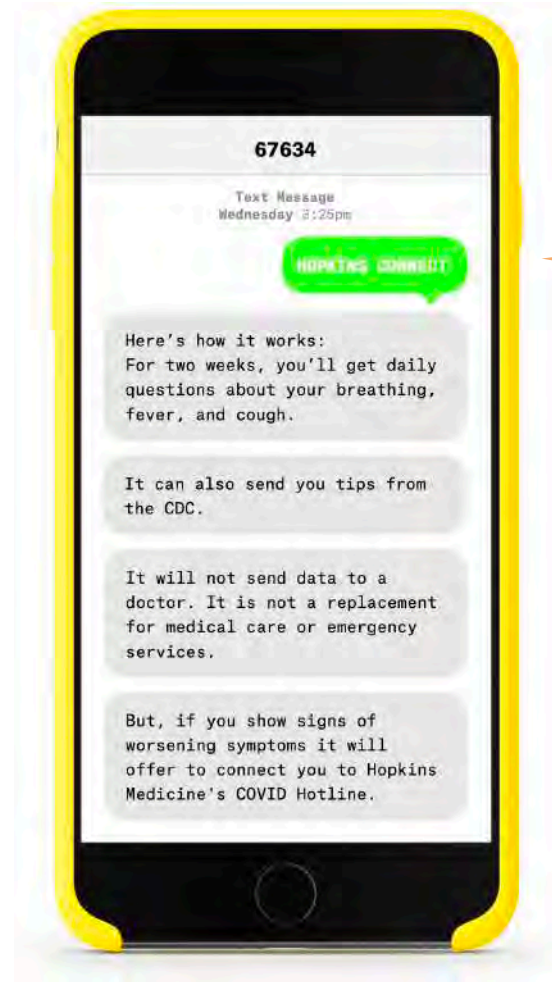 67634
Text Message
Wednesday 3:25pm
HOPKINS CONNECT
Here's how it works:
For two weeks, you'll get daily
questions about your breathing,
fever, and cough.
It can also send you tips from
the CDC.
It will not send data to a
doctor. It is not a replacement
for medical care or emergency
services.
But, if you show signs of
worsening symptoms it will
offer to connect you to Hopkins
Medicine's COVID Hotline.